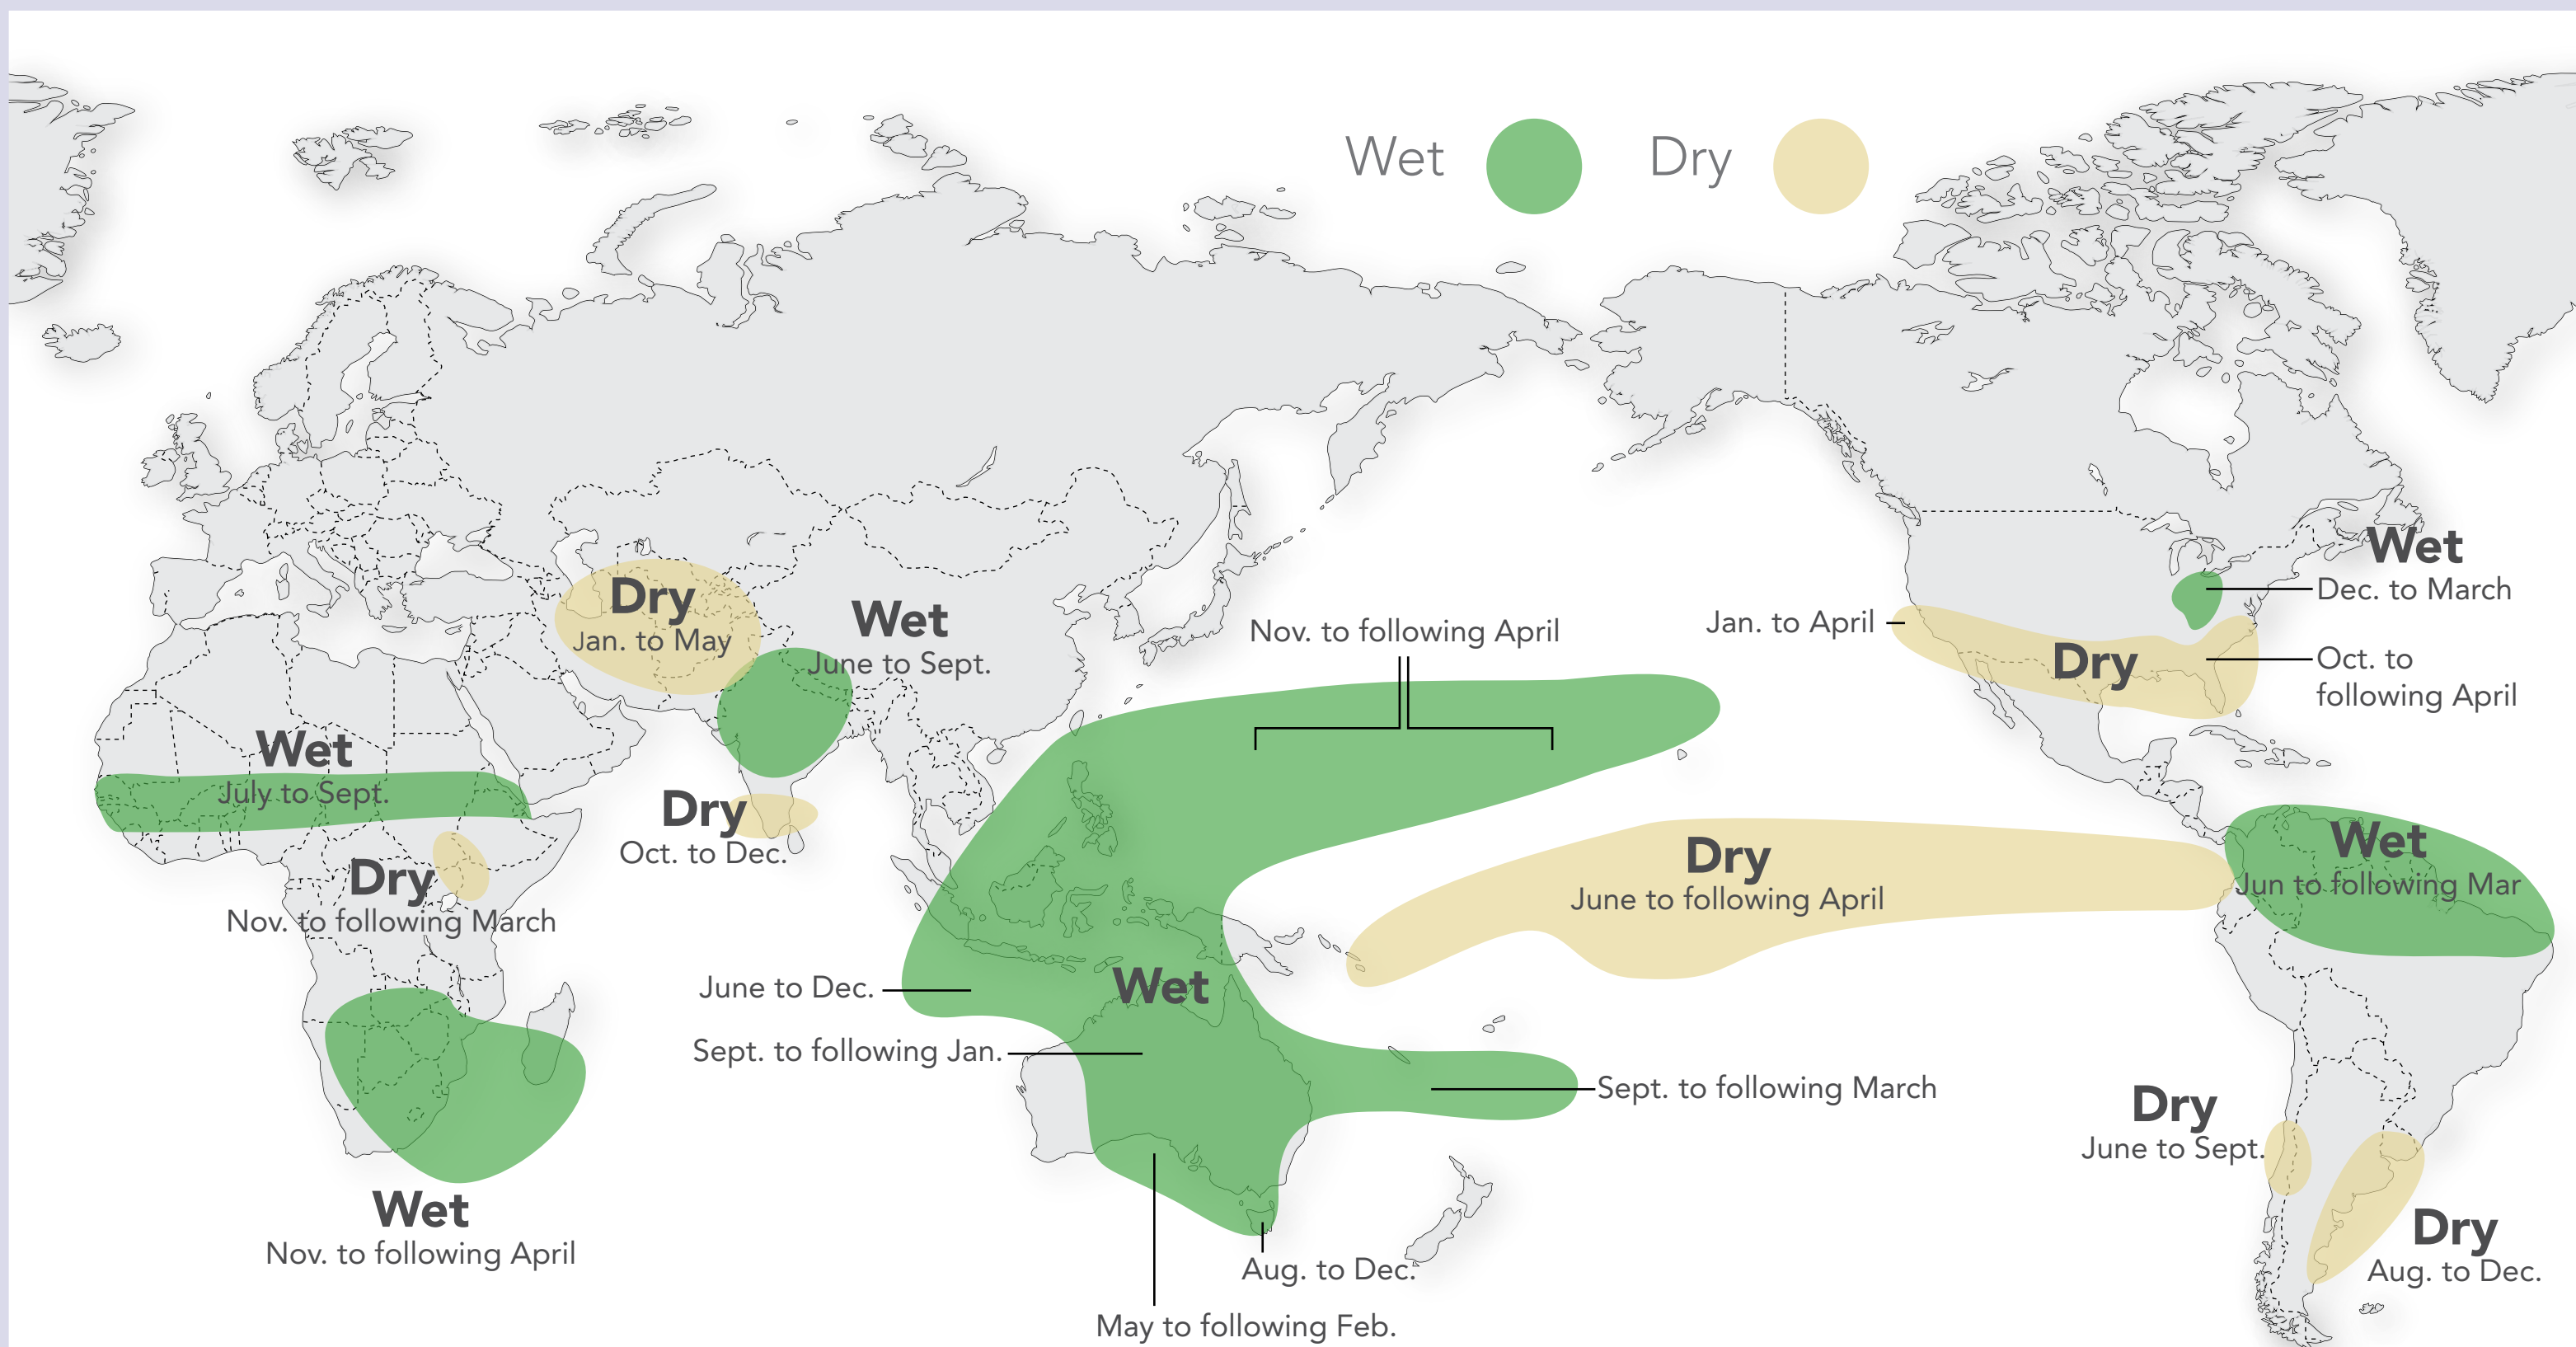 Wet
Dry
Wet
Dec. to March
Dry
Jan. to May
Wet
June to Sept.
Nov. to following April
Jan. to April
Dry
Oct. to
following April
Wet
July to Sept.
Dry
Oct. to Dec.
Dry
Nov. to following March
Dry
June to following April
Wet
Jun to following Mar
June to Dec.
Wet
Sept. to following Jan.
Sept. to following March
Dry
June to Sept.
Wet
Nov. to following April
Aug. to Dec.
May to following Feb.
Dry
Aug. to Dec.